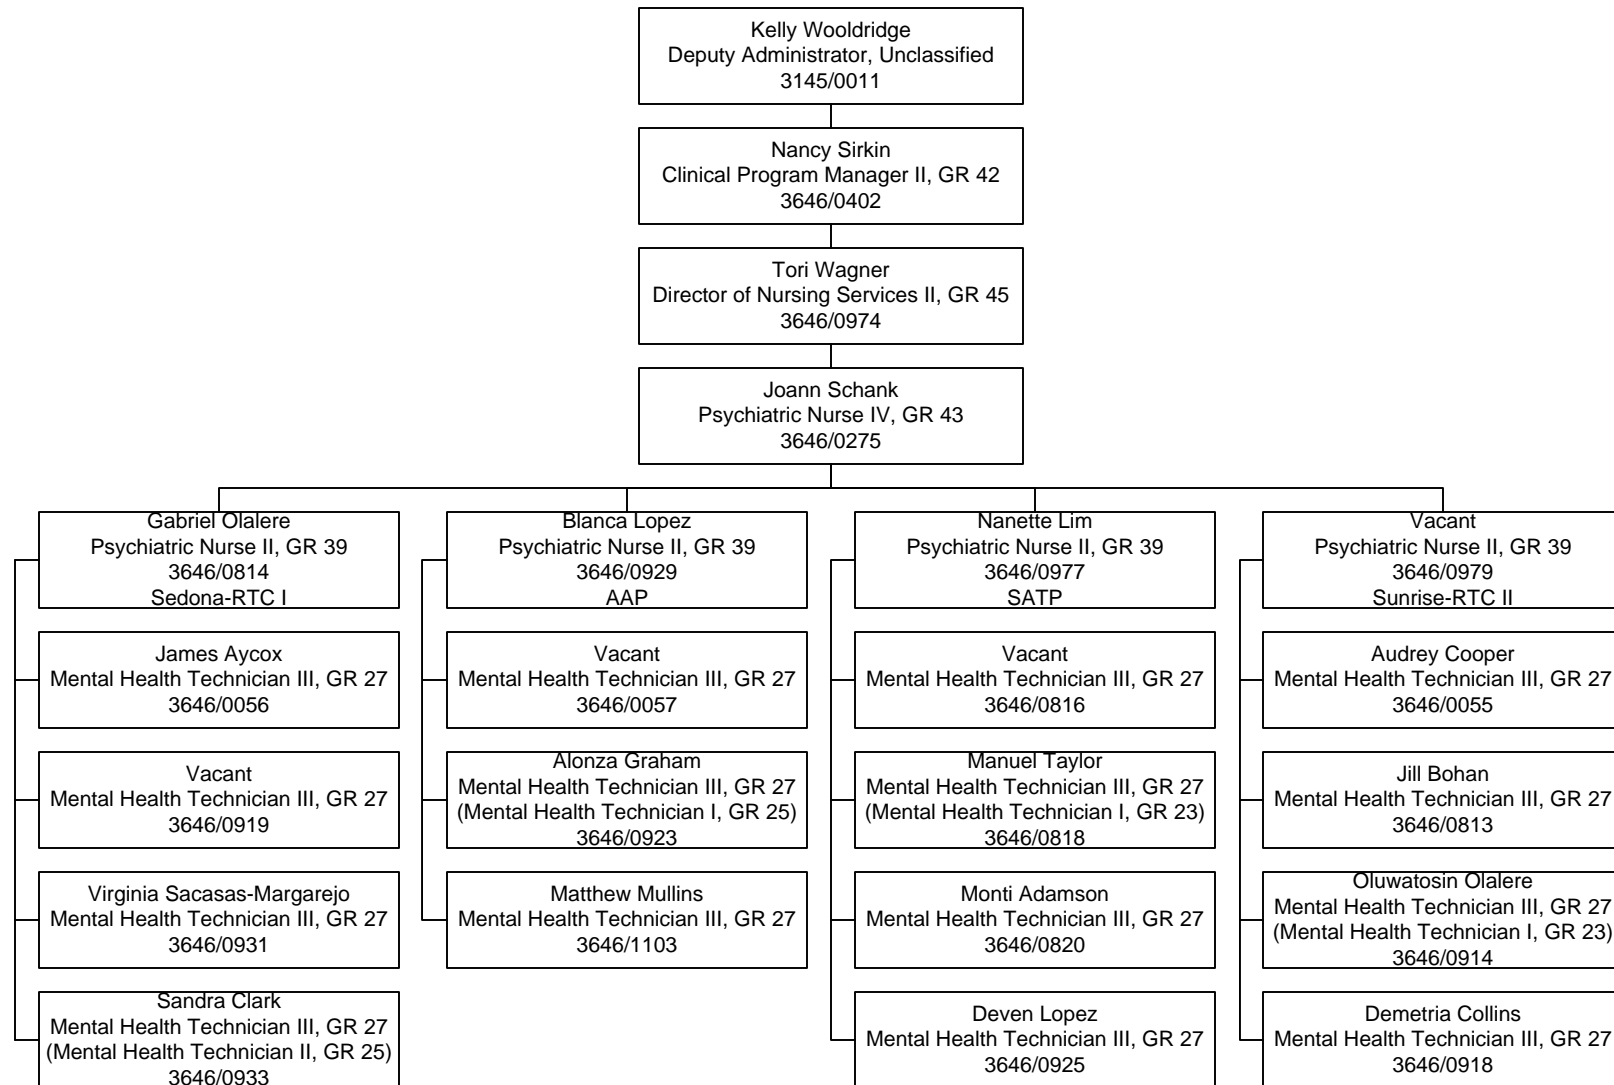 Kelly Wooldridge
Deputy Administrator, Unclassified
3145/0011
Nancy Sirkin
Clinical Program Manager II, GR 42
3646/0402
Tori Wagner
Director of Nursing Services II, GR 45
3646/0974
Joann Schank
Psychiatric Nurse IV, GR 43
3646/0275
Gabriel Olalere
Psychiatric Nurse II, GR 39
3646/0814
Sedona-RTC I
James Aycox
Mental Health Technician III, GR 27
3646/0056
Vacant
Mental Health Technician III, GR 27
3646/0919
Virginia Sacasas-Margarejo
Mental Health Technician III, GR 27
3646/0931
Sandra Clark
Mental Health Technician III, GR 27
(Mental Health Technician II, GR 25)
3646/0933
Blanca Lopez
Psychiatric Nurse II, GR 39
3646/0929
AAP
Vacant
Mental Health Technician III, GR 27
3646/0057
Alonza Graham
Mental Health Technician III, GR 27
(Mental Health Technician I, GR 25)
3646/0923
Matthew Mullins
Mental Health Technician III, GR 27
3646/1103
Nanette Lim
Psychiatric Nurse II, GR 39
3646/0977
SATP
Vacant
Mental Health Technician III, GR 27
3646/0816
Manuel Taylor
Mental Health Technician III, GR 27
(Mental Health Technician I, GR 23)
3646/0818
Monti Adamson
Mental Health Technician III, GR 27
3646/0820
Deven Lopez
Mental Health Technician III, GR 27
3646/0925
Vacant
Psychiatric Nurse II, GR 39
3646/0979
Sunrise-RTC II
Audrey Cooper
Mental Health Technician III, GR 27
3646/0055
Jill Bohan
Mental Health Technician III, GR 27
3646/0813
Oluwatosin Olalere
Mental Health Technician III, GR 27
(Mental Health Technician I, GR 23)
3646/0914
Demetria Collins
Mental Health Technician III, GR 27
3646/0918